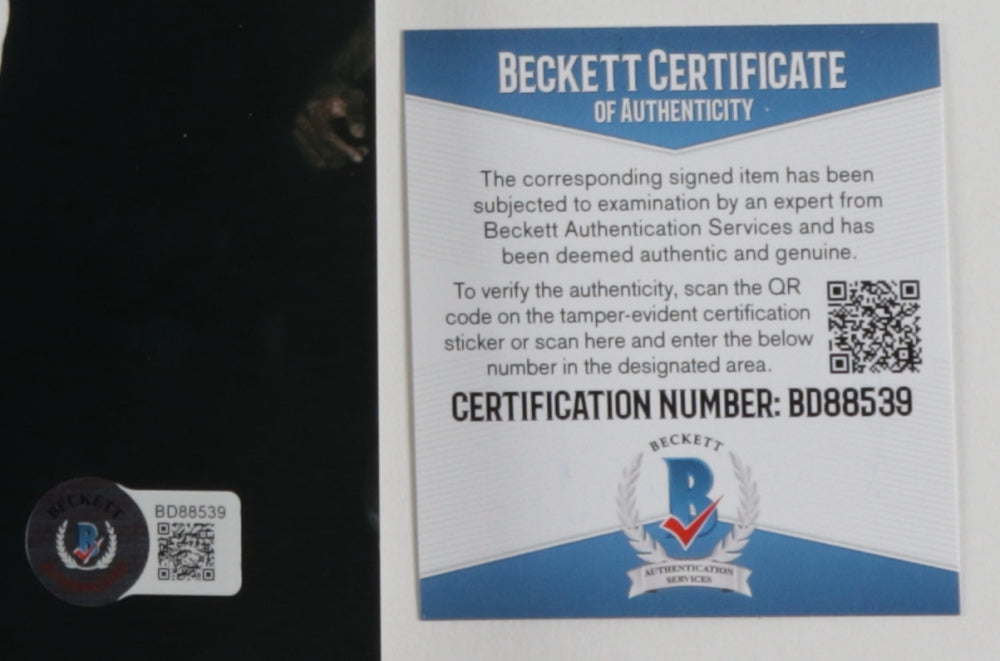 BECKETT CERTIFICATE
OF AUTHENTICITY
The corresponding signed item has been
subjected to examination by an expert from
Beckett Authentication Services and has
been deemed authentic and genuine.
To verify the authenticity, scan the QR
code on the tamper-evident certification
sticker or scan here and enter the below
number in the designated area.
CERTIFICATION NUMBER: BD88539
BECKETT
B
AUTHENTICATION
SERVICES
BECKETT
B
BD88539